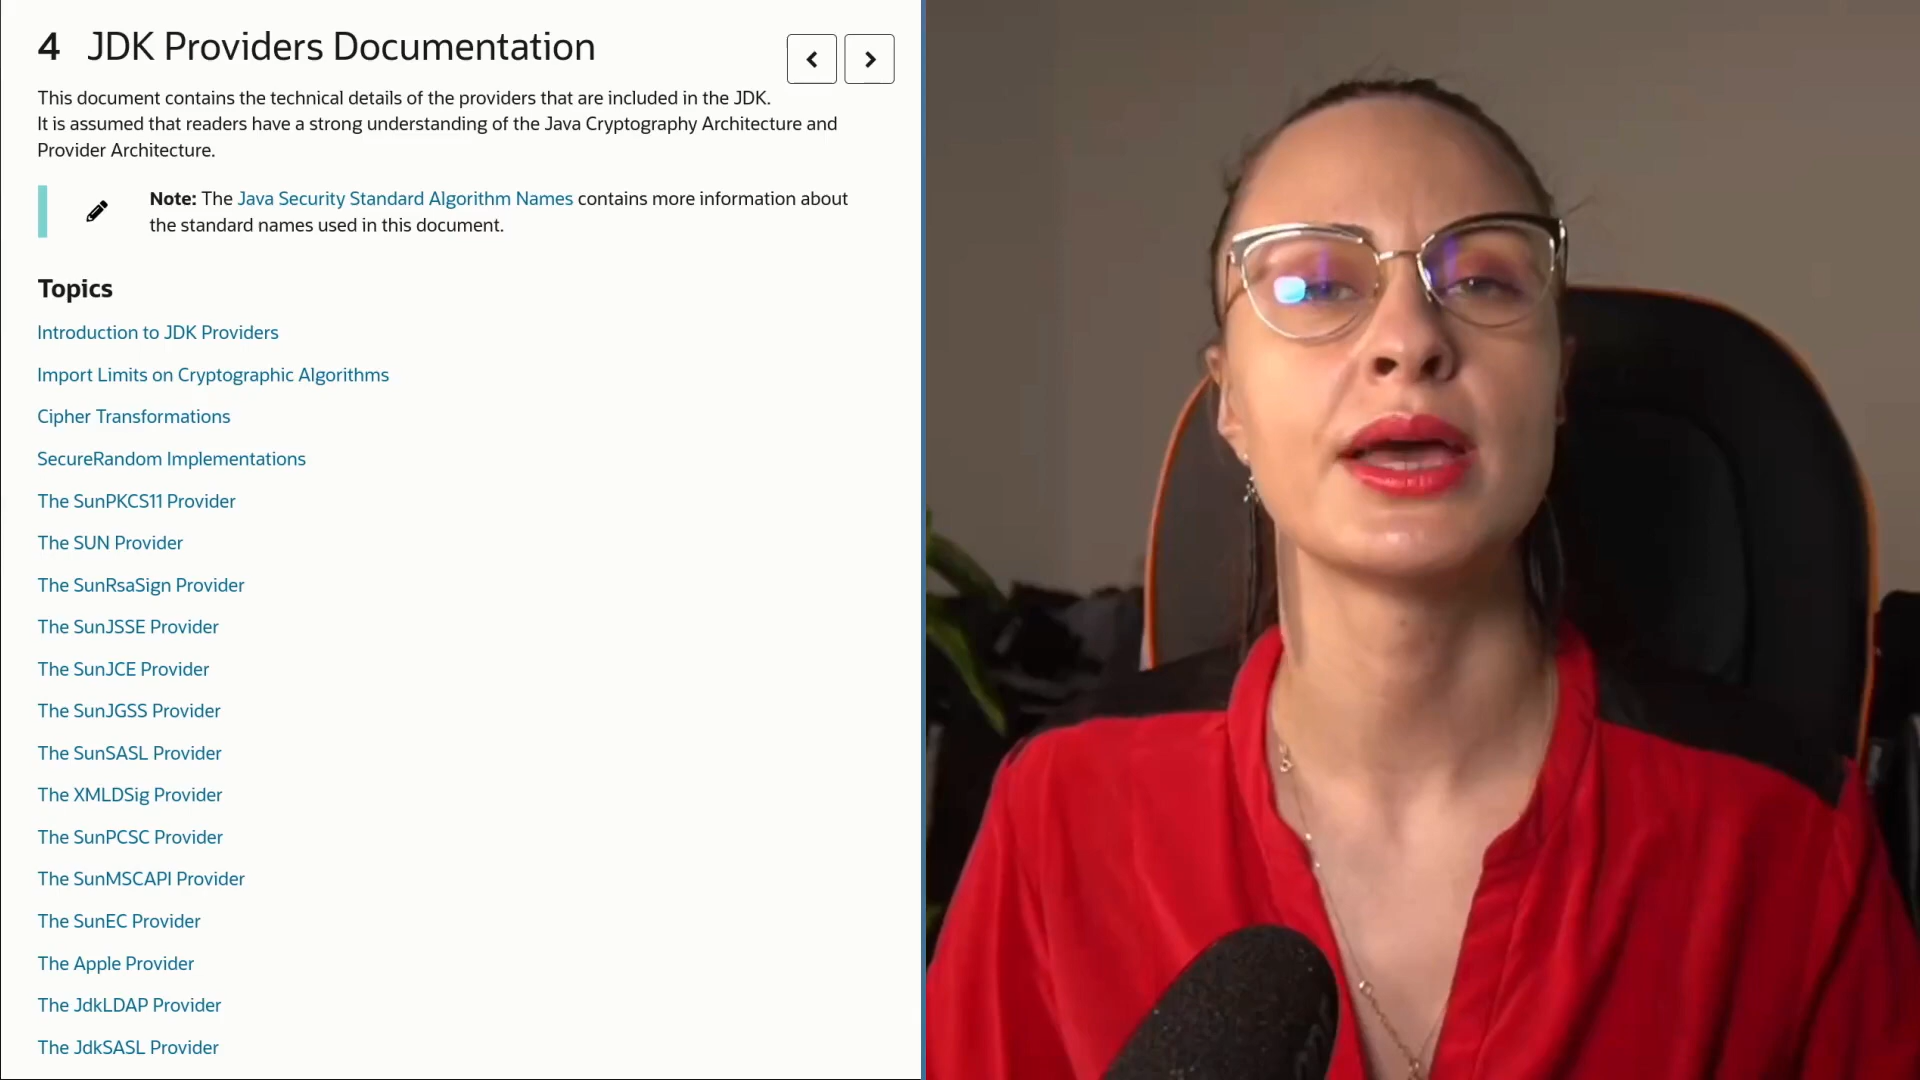 4 JDK Providers Documentation
This document contains the technical details of the providers that are included in the JDK.
It is assumed that readers have a strong understanding of the Java Cryptography Architecture and
Provider Architecture.
Note: The Java Security Standard Algorithm Names contains more information about
the standard names used in this document.
Topics
Introduction to JDK Providers
Import Limits on Cryptographic Algorithms
Cipher Transformations
SecureRandom Implementations
The SunPKCS11 Provider
The SUN Provider
The SunRsaSign Provider
The SunJSSE Provider
The SunJCE Provider
The SunJGSS Provider
The SunSASL Provider
The XMLDSig Provider
The SunPCSC Provider
The SunMSCAPI Provider
The SunEC Provider
The Apple Provider
The JdkLDAP Provider
The JdkSASL Provider